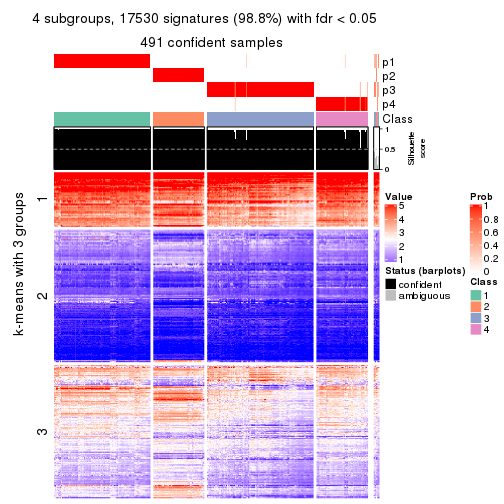 4 subgroups, 17530 signatures (98.8%) with fdr < 0.05
491 confident samples
p1
p2
p3
p4
Class
1
0.5
0
Silhouette
score
k-means with 3 groups
1
2
3
Value
5
4
3
2
1
Status (barplots)
confident
ambiguous
Prob
1
0.8
0.6
0.4
0.2
0
Class
1
2
3
4